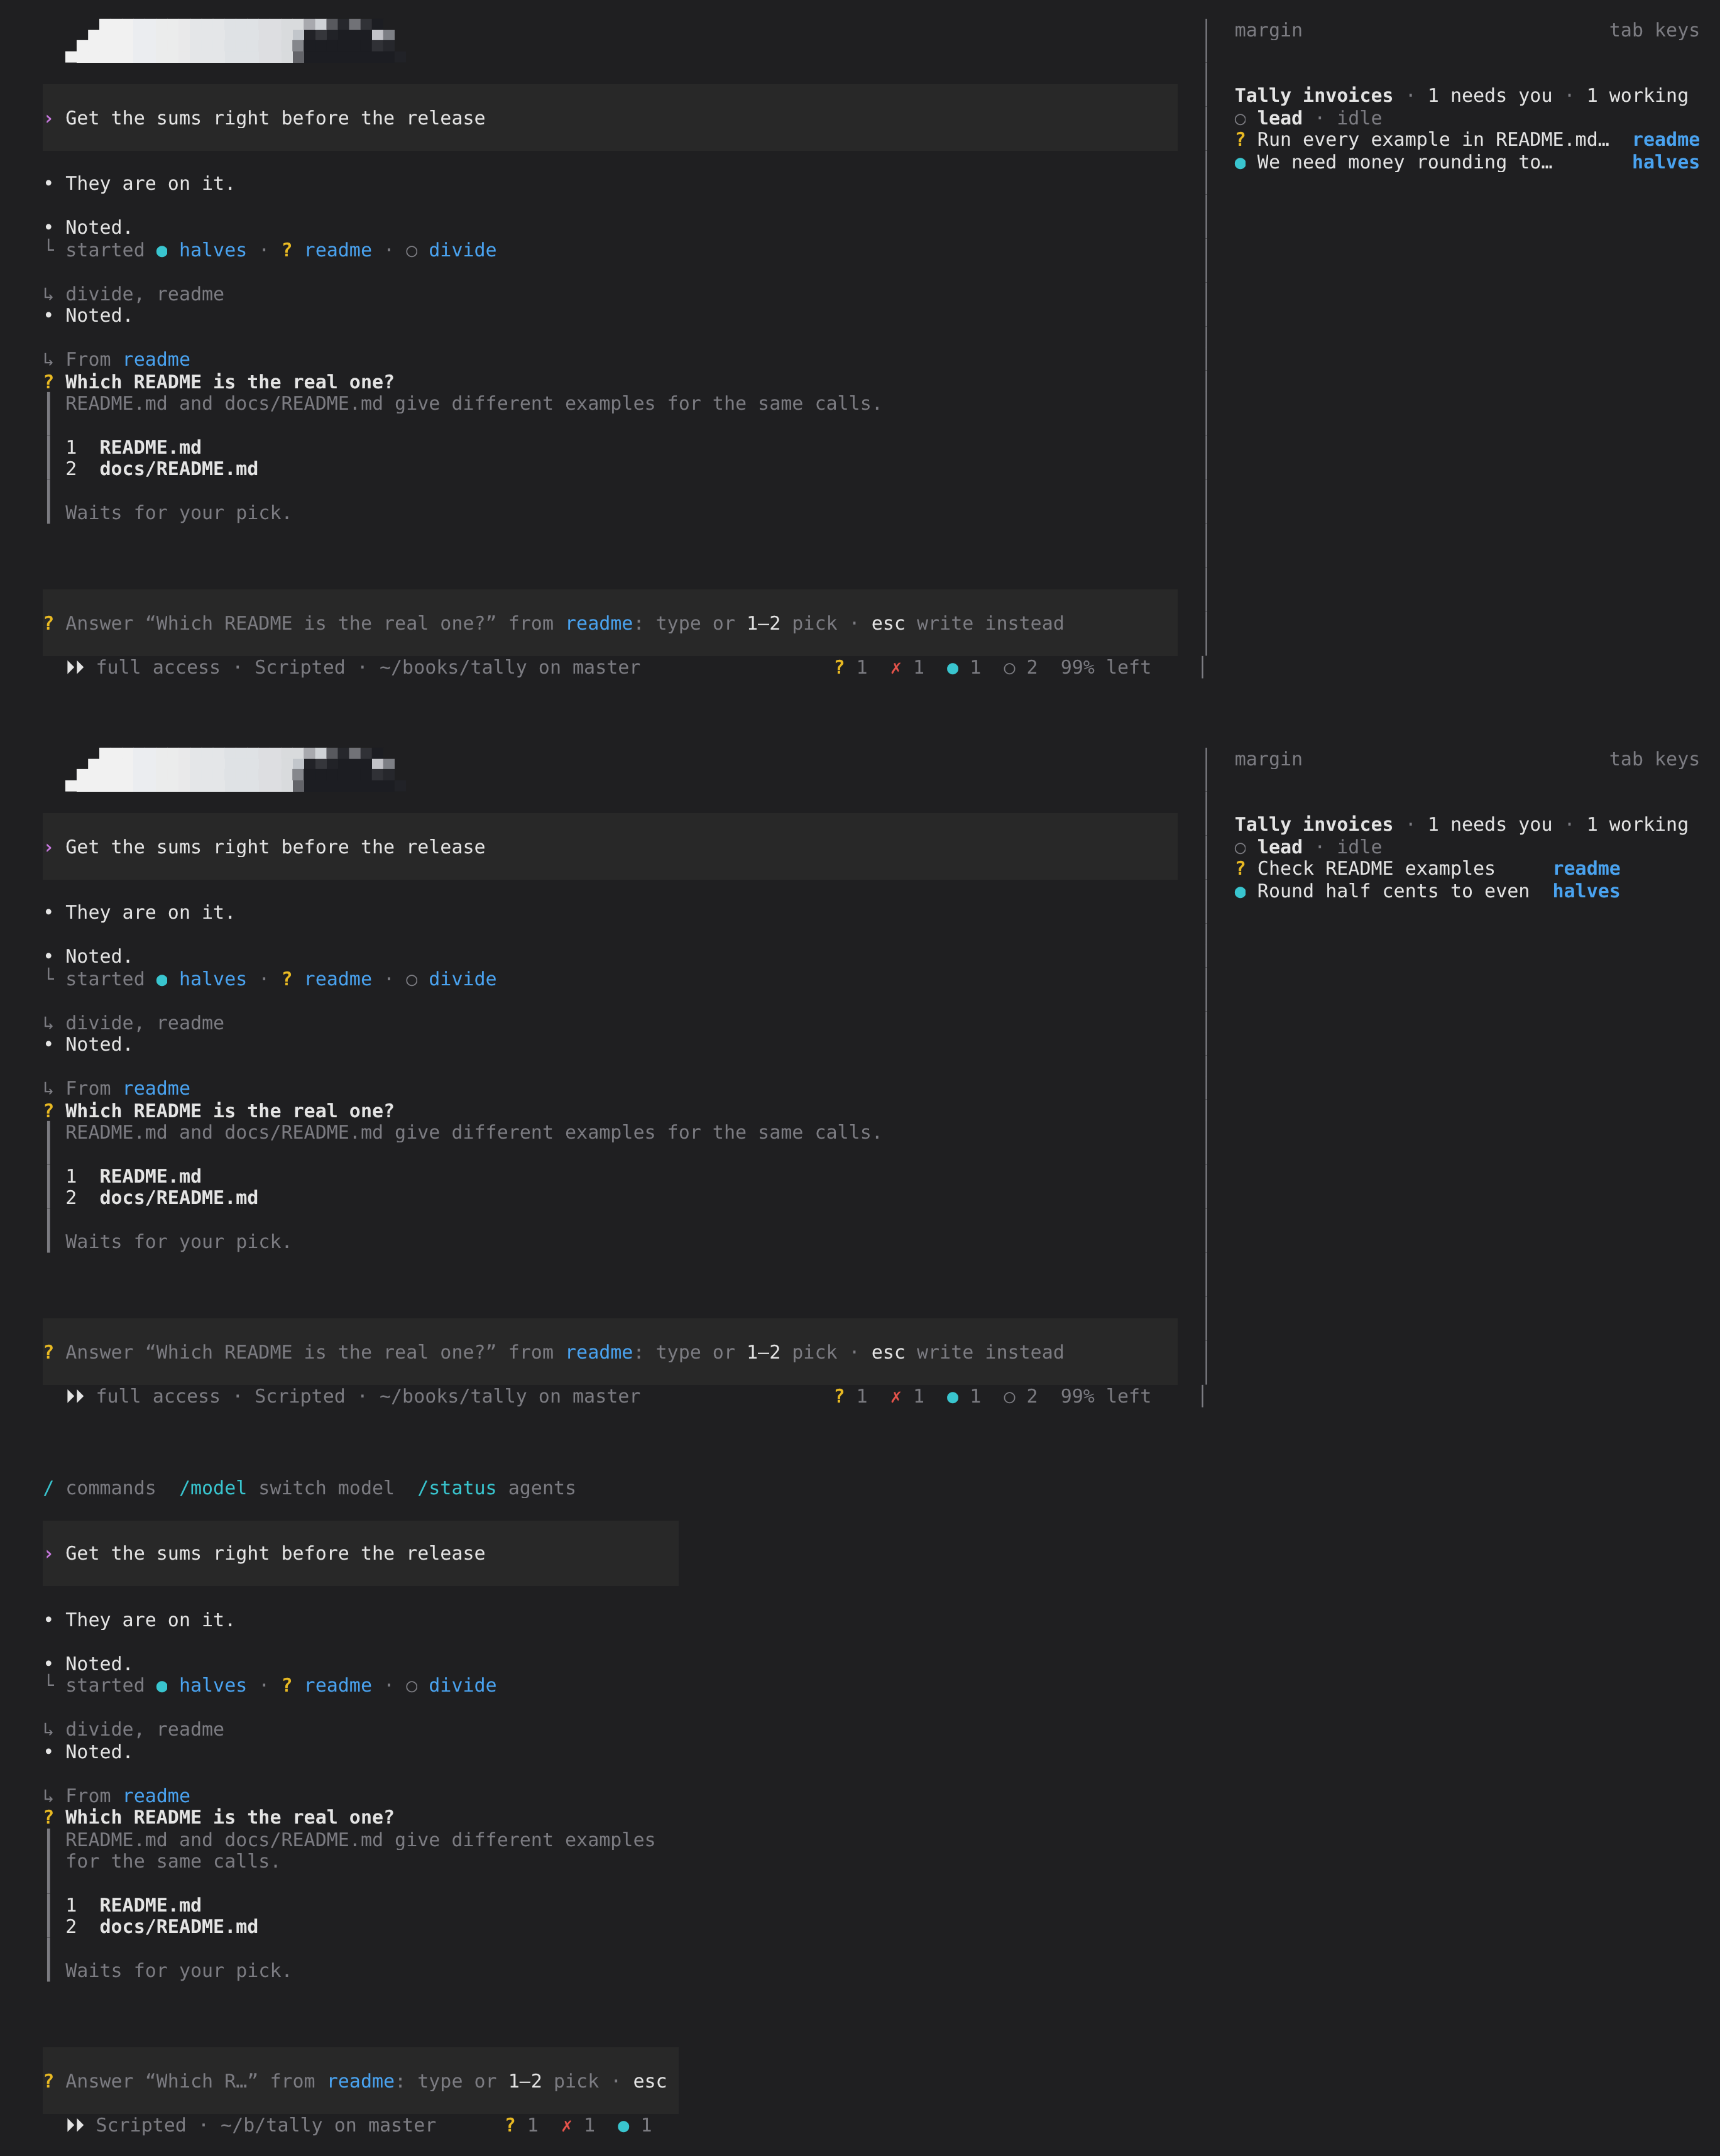 margin tab keys
Tally invoices · 1 needs you · 1 working
○ lead · idle
? Run every example in README.md… readme
● We need money rounding to… halves
› Get the sums right before the release
• They are on it.
• Noted.
└ started ● halves · ? readme · ○ divide
↳ divide, readme
• Noted.
↳ From readme
? Which README is the real one?
README.md and docs/README.md give different examples for the same calls.
1 README.md
2 docs/README.md
Waits for your pick.
? Answer “Which README is the real one?” from readme: type or 1–2 pick · esc write instead
⏵⏵ full access · Scripted · ~/books/tally on master ? 1 ✗ 1 ● 1 ○ 2 99% left
margin tab keys
Tally invoices · 1 needs you · 1 working
○ lead · idle
? Check README examples readme
● Round half cents to even halves
› Get the sums right before the release
• They are on it.
• Noted.
└ started ● halves · ? readme · ○ divide
↳ divide, readme
• Noted.
↳ From readme
? Which README is the real one?
README.md and docs/README.md give different examples for the same calls.
1 README.md
2 docs/README.md
Waits for your pick.
? Answer “Which README is the real one?” from readme: type or 1–2 pick · esc write instead
⏵⏵ full access · Scripted · ~/books/tally on master ? 1 ✗ 1 ● 1 ○ 2 99% left
/ commands /model switch model /status agents
› Get the sums right before the release
• They are on it.
• Noted.
└ started ● halves · ? readme · ○ divide
↳ divide, readme
• Noted.
↳ From readme
? Which README is the real one?
README.md and docs/README.md give different examples
for the same calls.
1 README.md
2 docs/README.md
Waits for your pick.
? Answer “Which R…” from readme: type or 1–2 pick · esc
⏵⏵ Scripted · ~/b/tally on master ? 1 ✗ 1 ● 1